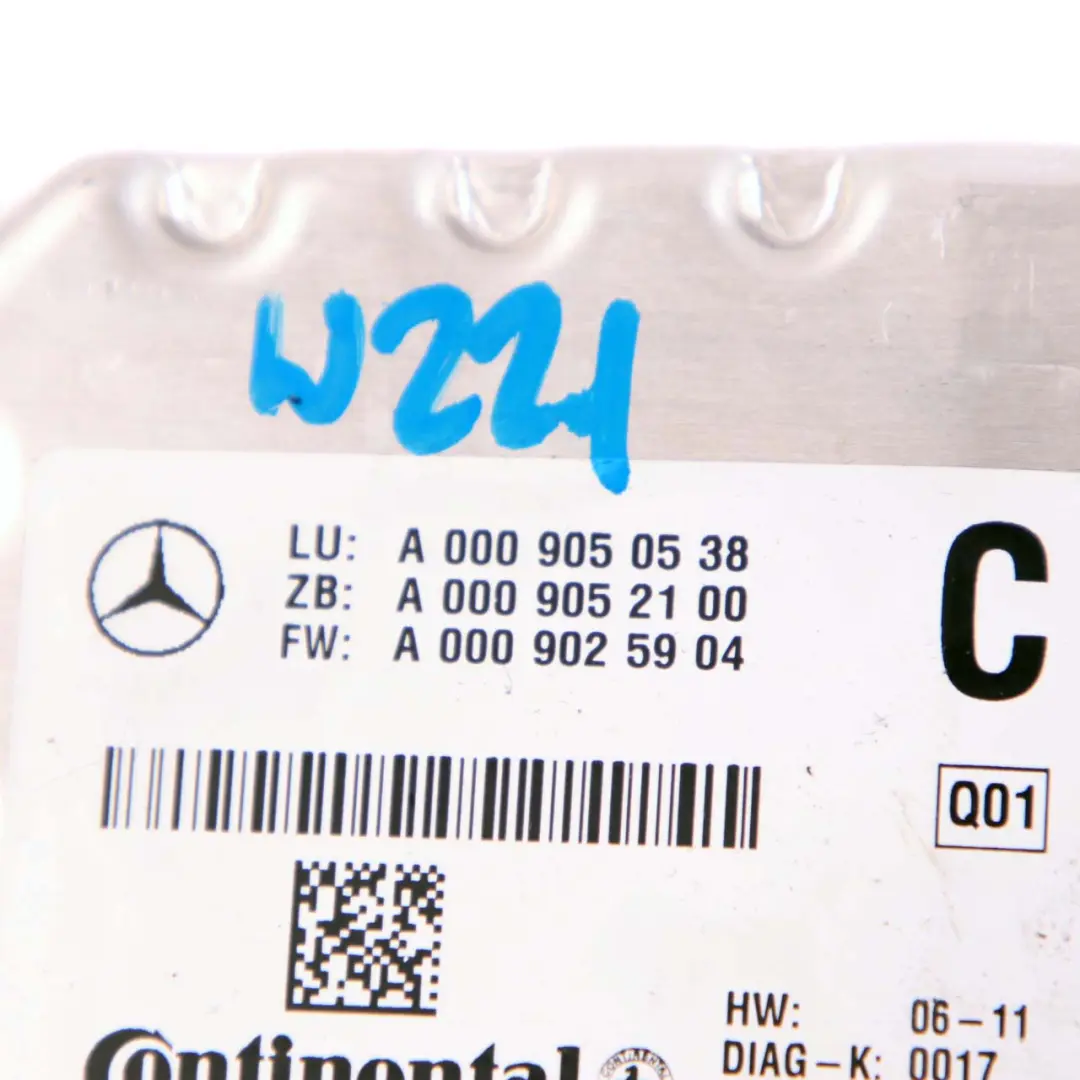 W221
LU: A 000 905 05 38
ZB: A 000 905 21 00
FW: A 000 902 59 04
C
Q01
HW: 06-11
DIAG-K: 0017
Continental
CONTINENTAL